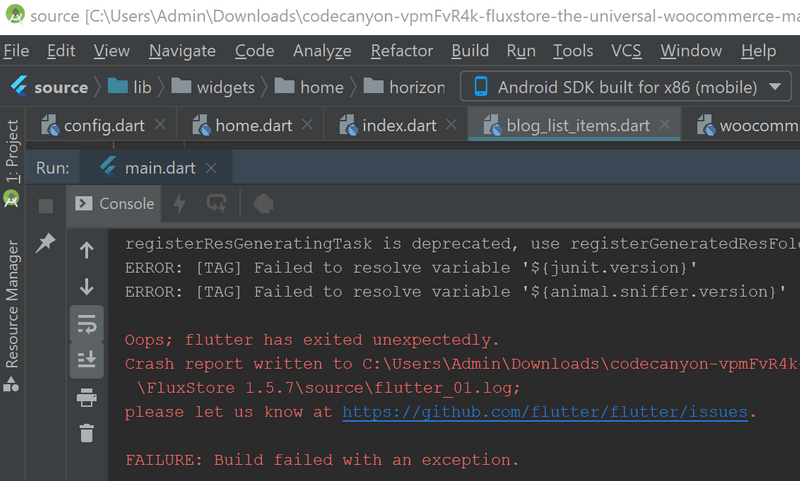 source [C:\Users\Admin\Downloads\codecanyon-vpmFvR4k-fluxstore-the-universal-woocommerce-ma
File Edit View Navigate Code Analyze Refactor Build Run Tools VCS Window Help
source lib widgets home horizon Android SDK built for x86 (mobile)
config.dart home.dart index.dart blog_list_items.dart woocomm
1: Project
Run: main.dart
Console
Resource Manager
registerResGeneratingTask is deprecated, use registerGeneratedResFol
ERROR: [TAG] Failed to resolve variable '${junit.version}'
ERROR: [TAG] Failed to resolve variable '${animal.sniffer.version}'
Oops; flutter has exited unexpectedly.
Crash report written to C:\Users\Admin\Downloads\codecanyon-vpmFvR4k-
\FluxStore 1.5.7\source\flutter_01.log;
please let us know at https://github.com/flutter/flutter/issues.
FAILURE: Build failed with an exception.